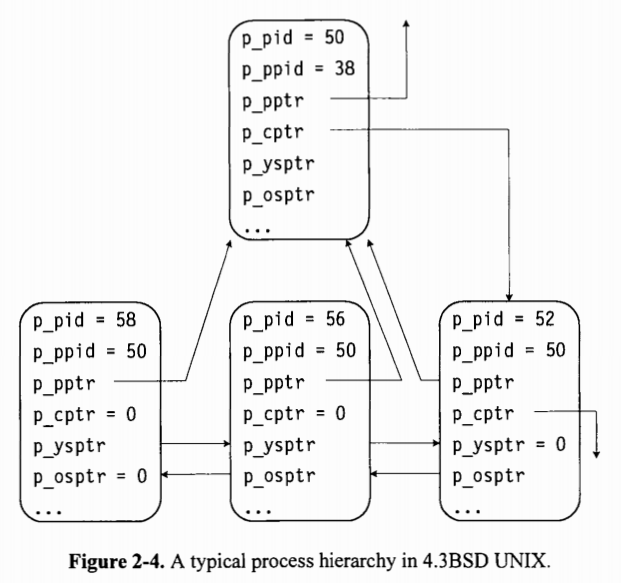 p_pid = 50
p_ppid = 38
p_pptr
p_cptr
p_ysptr
p_osptr
...
p_pid = 58
p_ppid = 50
p_pptr
p_cptr = 0
p_ysptr
p_osptr = 0
...
p_pid = 56
p_ppid = 50
p_pptr
p_cptr = 0
p_ysptr
p_osptr
...
p_pid = 52
p_ppid = 50
p_pptr
p_cptr
p_ysptr = 0
p_osptr
...
Figure 2-4. A typical process hierarchy in 4.3BSD UNIX.